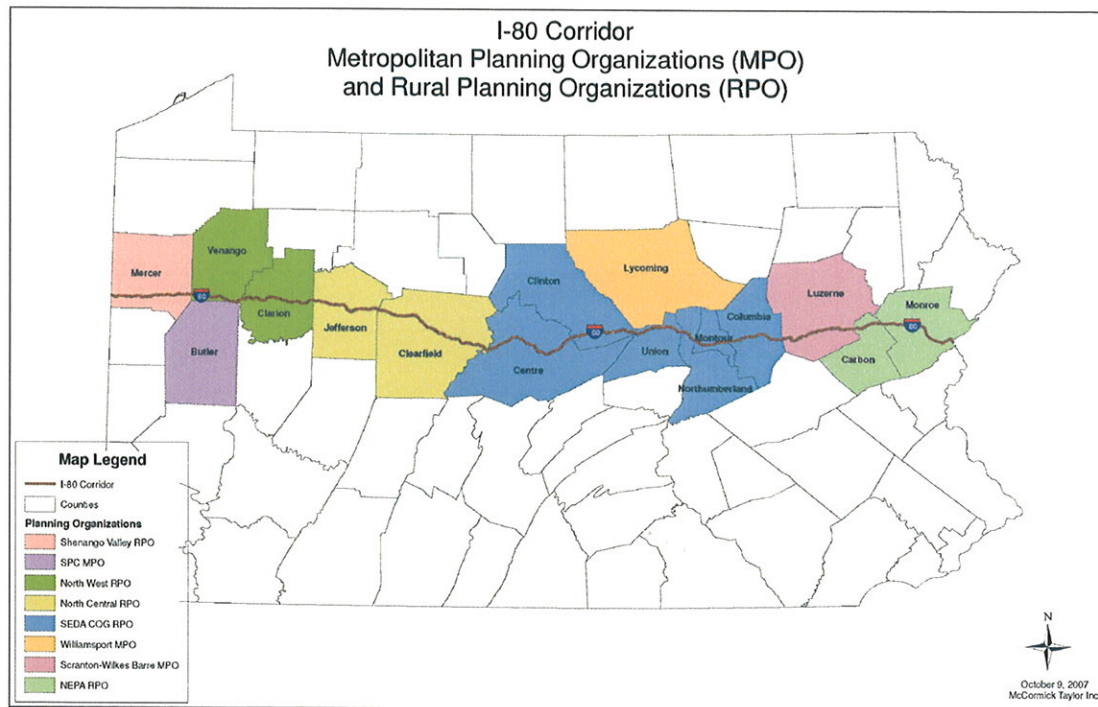 I-80 Corridor
Metropolitan Planning Organizations (MPO)
and Rural Planning Organizations (RPO)
Venango
Mercer
80
Clarion
Butler
Jefferson
Clearfield
Clinton
Lycoming
Centre
80
Union
Montour
Columbia
Northumberland
Luzerne
Monroe
80
Carbon
Map Legend
I-80 Corridor
Counties
Planning Organizations
Shenango Valley RPO
SPC MPO
North West RPO
North Central RPO
SEDA COG RPO
Williamsport MPO
Scranton-Wilkes Barre MPO
NEPA RPO
N
October 9, 2007
McCormick Taylor Inc